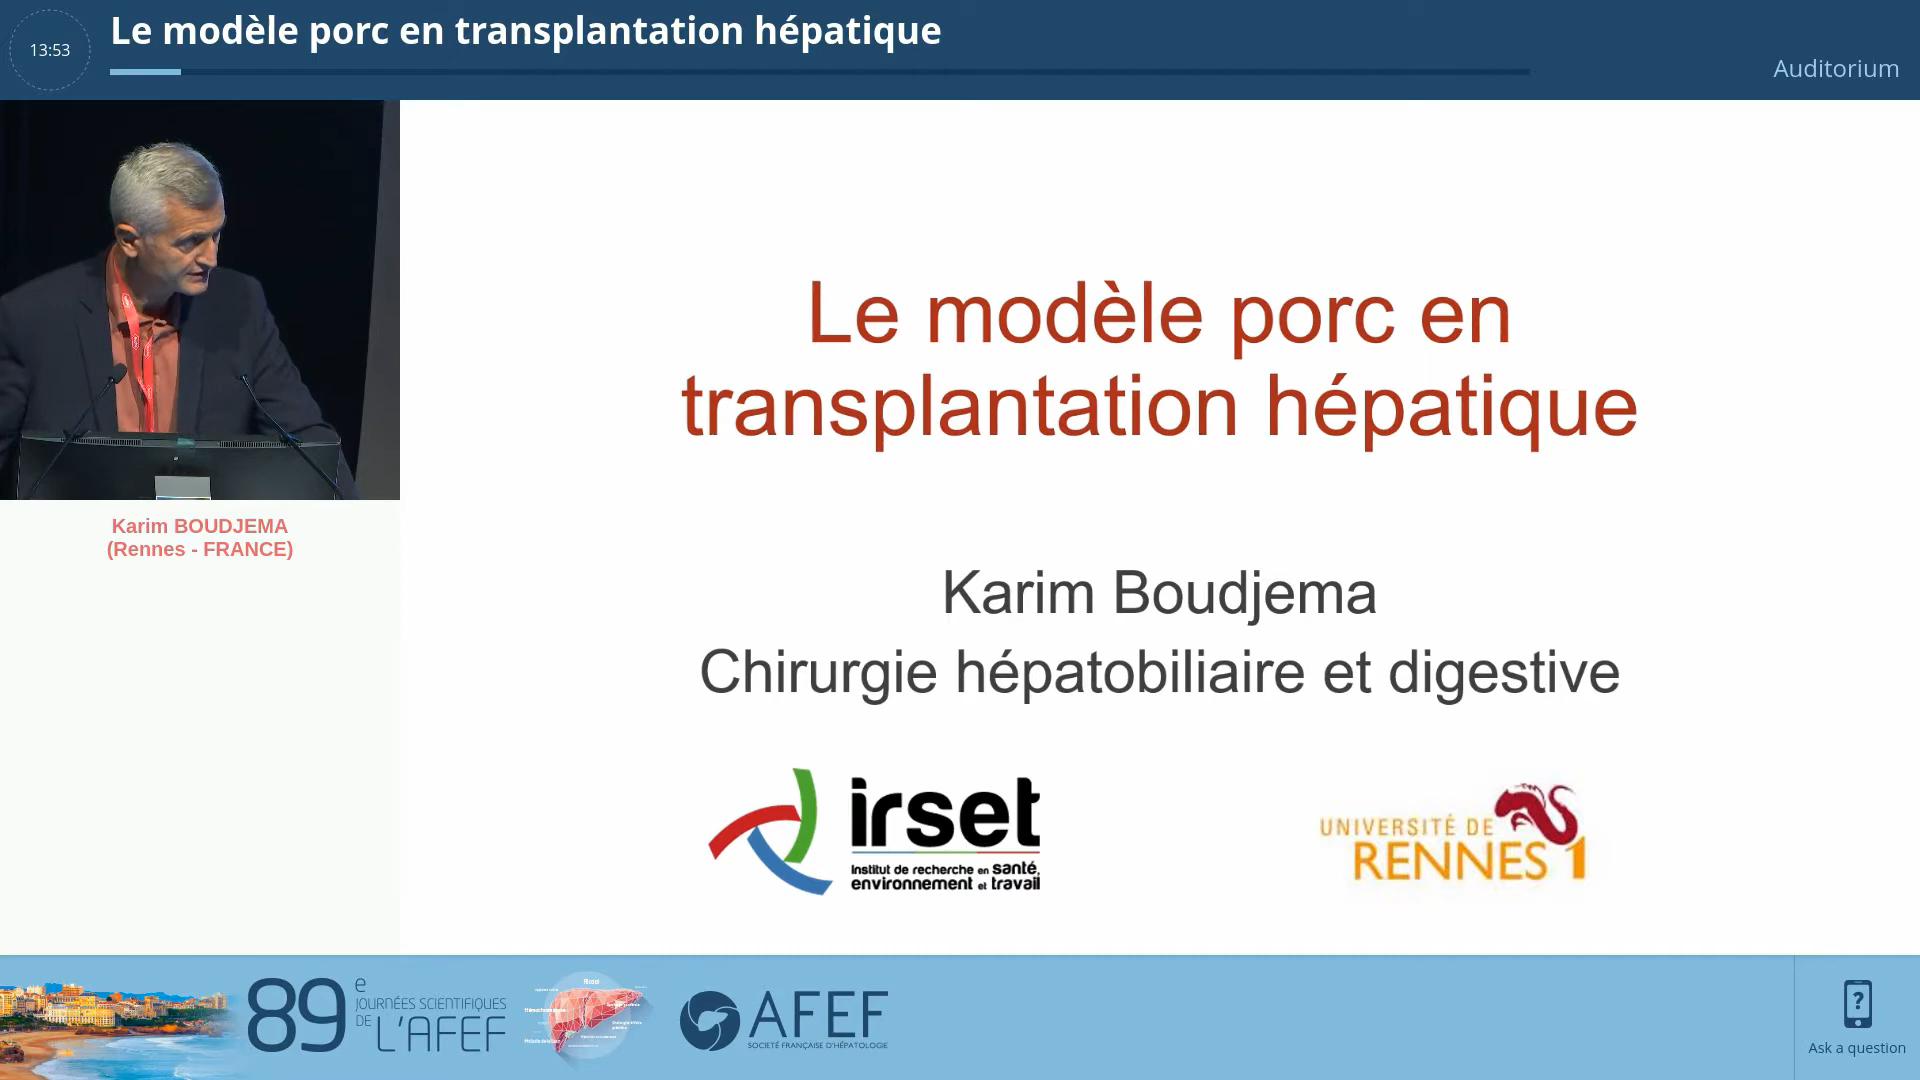 13:53
Le modèle porc en transplantation hépatique
Auditorium
Karim BOUDJEMA
(Rennes - FRANCE)
Le modèle porc en
transplantation hépatique
Karim Boudjema
Chirurgie hépatobiliaire et digestive
irset
Institut de recherche en santé,
environnement et travail
UNIVERSITÉ DE
RENNES 1
89e
JOURNÉES SCIENTIFIQUES
DE L'AFEF
AFEF
SOCIÉTÉ FRANÇAISE D'HÉPATOLOGIE
?
Ask a question